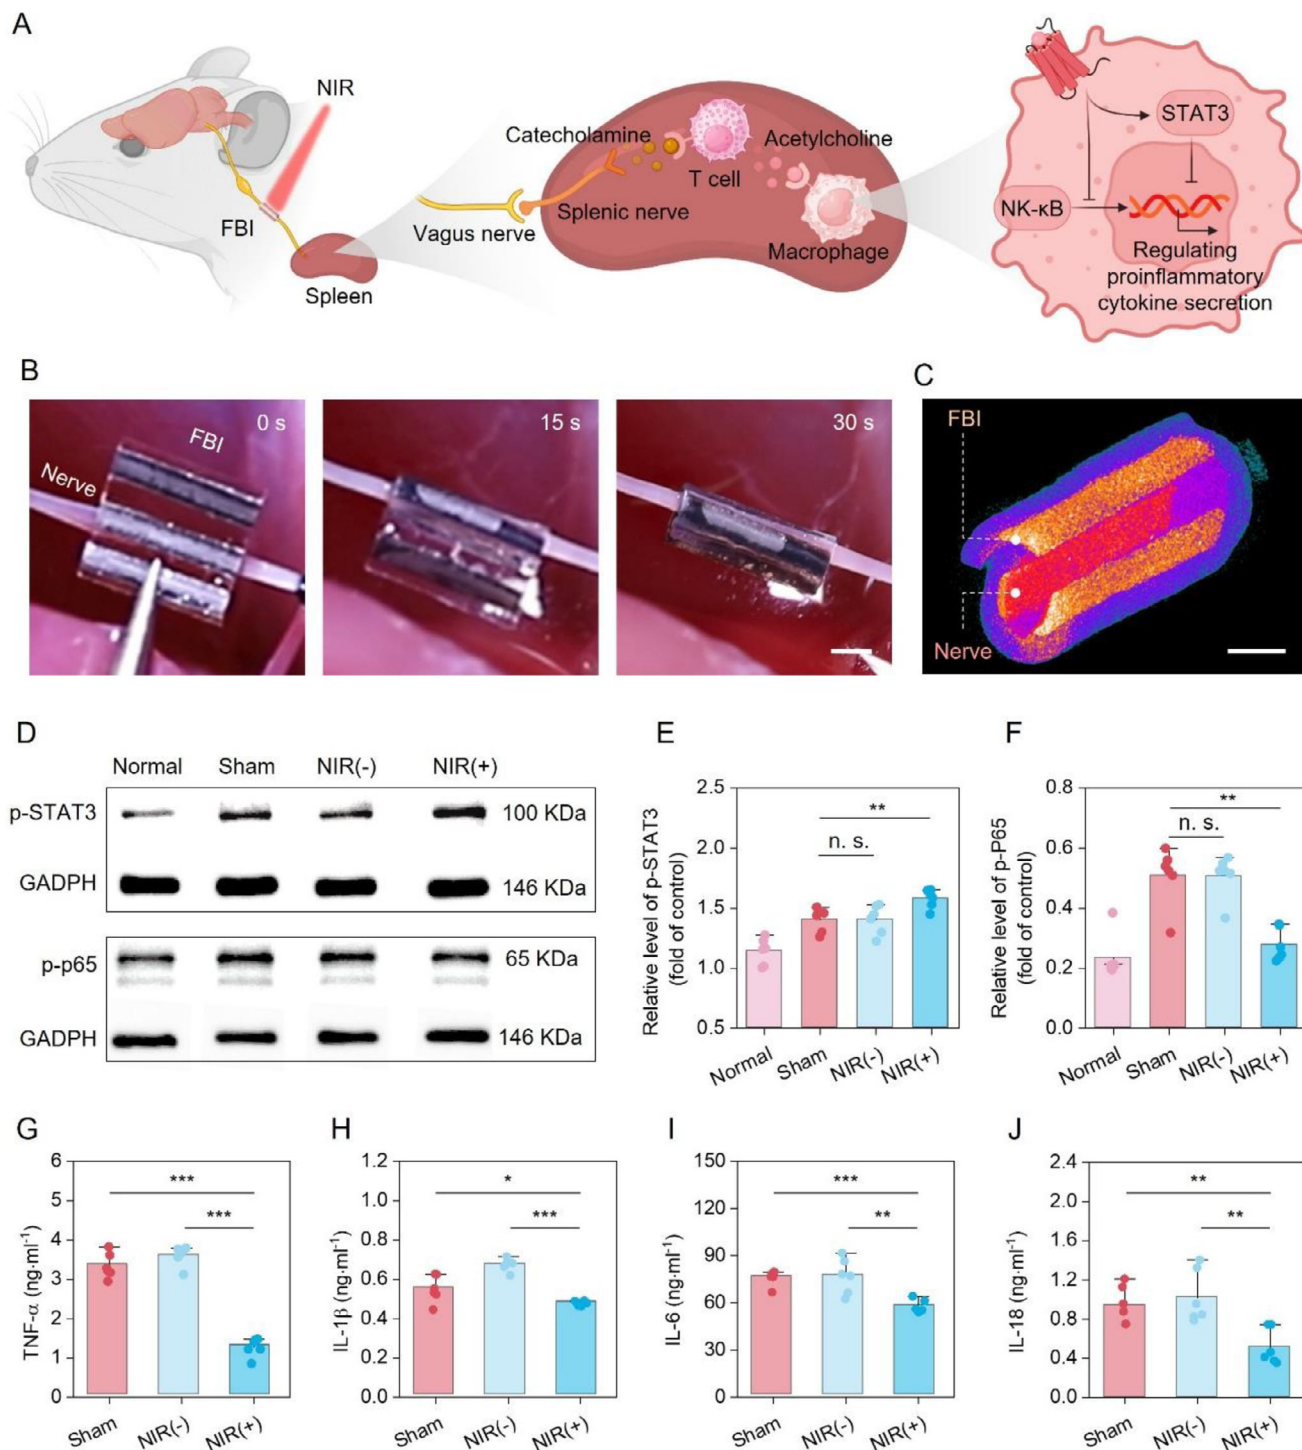 A
NIR
FBI
Spleen
Catecholamine
Acetylcholine
T cell
Splenic nerve
Vagus nerve
Macrophage
STAT3
NK-κB
Regulating
proinflammatory
cytokine secretion
B
0 s
FBI
Nerve
15 s
30 s
C
FBI
Nerve
D
Normal Sham NIR(-) NIR(+)
p-STAT3 100 KDa
GADPH 146 KDa
p-p65 65 KDa
GADPH 146 KDa
E
Relative level of p-STAT3
(fold of control)
2.5
2.0
1.5
1.0
0.5
**
n. s.
Normal Sham NIR(-) NIR(+)
F
Relative level of p-P65
(fold of control)
0.8
0.6
0.4
0.2
0.0
**
n. s.
Normal Sham NIR(-) NIR(+)
G
TNF-α (ng·ml⁻¹)
6
5
4
3
2
1
0
***
***
Sham NIR(-) NIR(+)
H
IL-1β (ng·ml⁻¹)
1.2
1.0
0.8
0.6
0.4
0.2
0.0
*
***
Sham NIR(-) NIR(+)
I
IL-6 (ng·ml⁻¹)
150
120
90
60
30
0
***
**
Sham NIR(-) NIR(+)
J
IL-18 (ng·ml⁻¹)
2.4
2.0
1.6
1.2
0.8
0.4
0.0
**
**
Sham NIR(-) NIR(+)